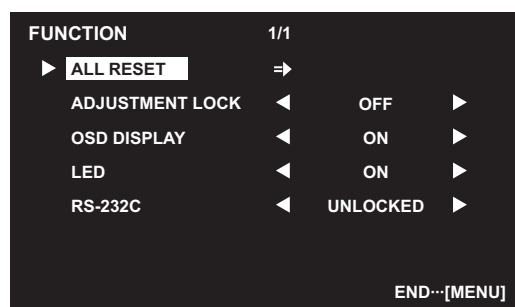 FUNCTION 1/1
ALL RESET
ADJUSTMENT LOCK OFF
OSD DISPLAY ON
LED ON
RS-232C UNLOCKED
END···[MENU]